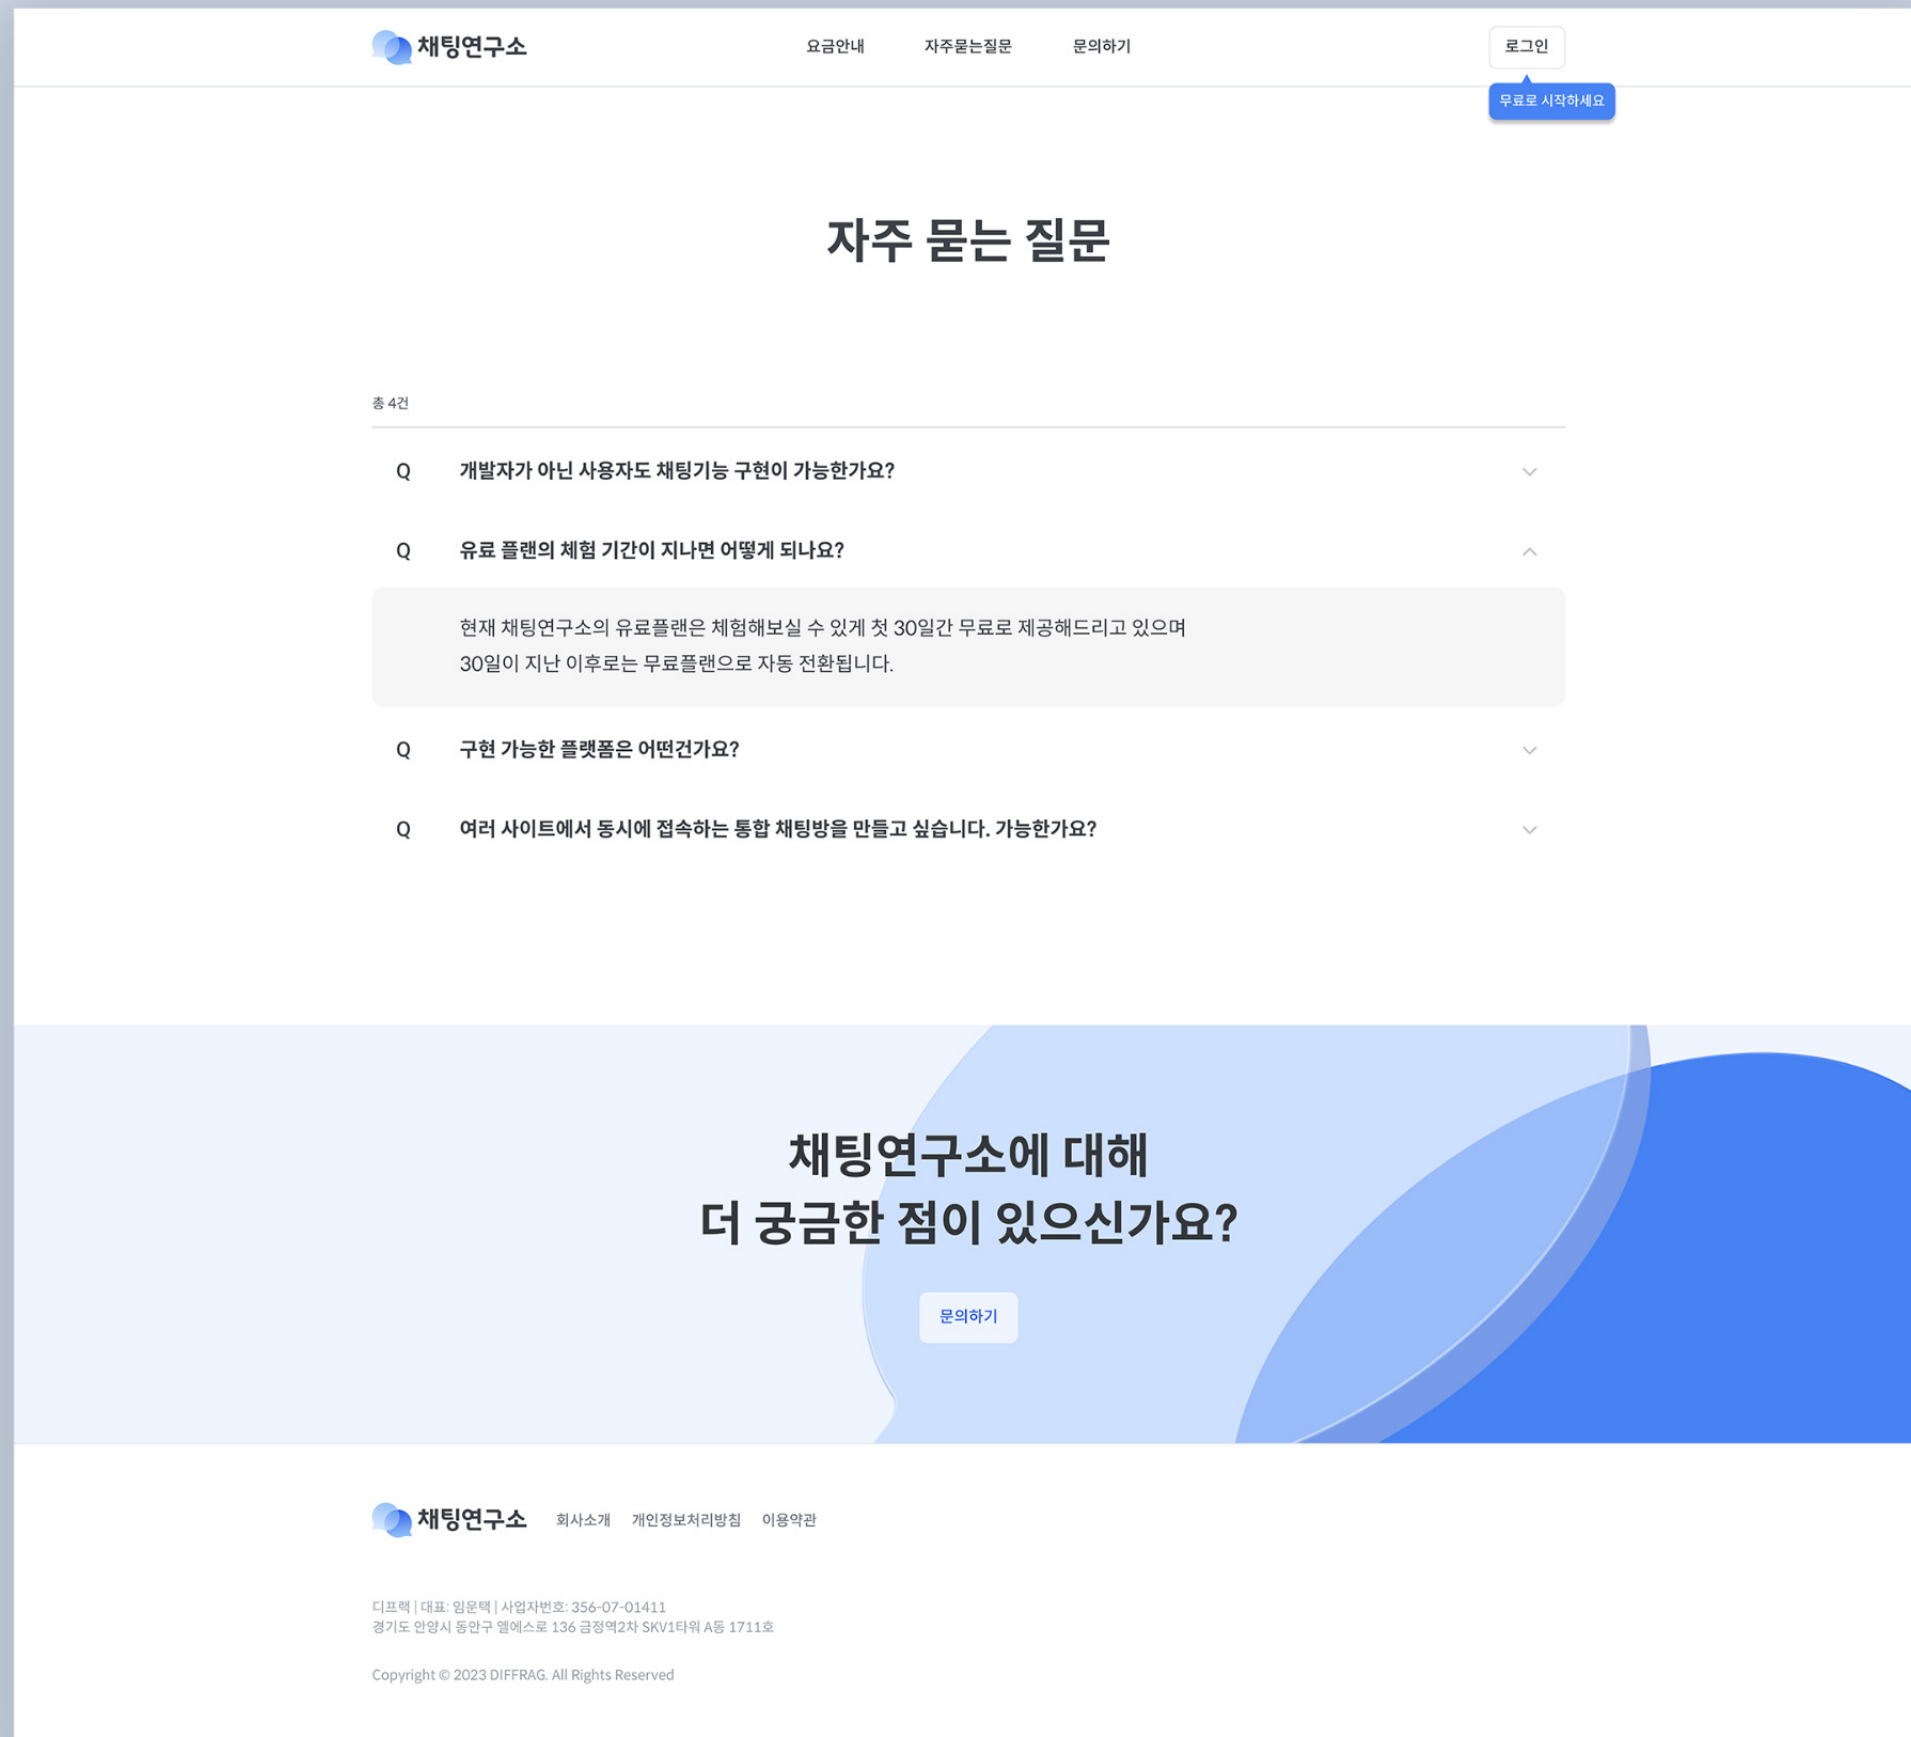 채팅연구소
요금안내
자주묻는질문
문의하기
로그인
무료로 시작하세요
자주 묻는 질문
총 4건
Q 개발자가 아닌 사용자도 채팅기능 구현이 가능한가요?
Q 유료 플랜의 체험 기간이 지나면 어떻게 되나요?
현재 채팅연구소의 유료플랜은 체험해보실 수 있게 첫 30일간 무료로 제공해드리고 있으며
30일이 지난 이후로는 무료플랜으로 자동 전환됩니다.
Q 구현 가능한 플랫폼은 어떤건가요?
Q 여러 사이트에서 동시에 접속하는 통합 채팅방을 만들고 싶습니다. 가능한가요?
채팅연구소에 대해
더 궁금한 점이 있으신가요?
문의하기
채팅연구소
회사소개
개인정보처리방침
이용약관
디프랙 | 대표: 임운택 | 사업자번호: 356-07-01411
경기도 안양시 동안구 엘에스로 136 금정역2차 SKV1타워 A동 1711호
Copyright © 2023 DIFFRAG. All Rights Reserved